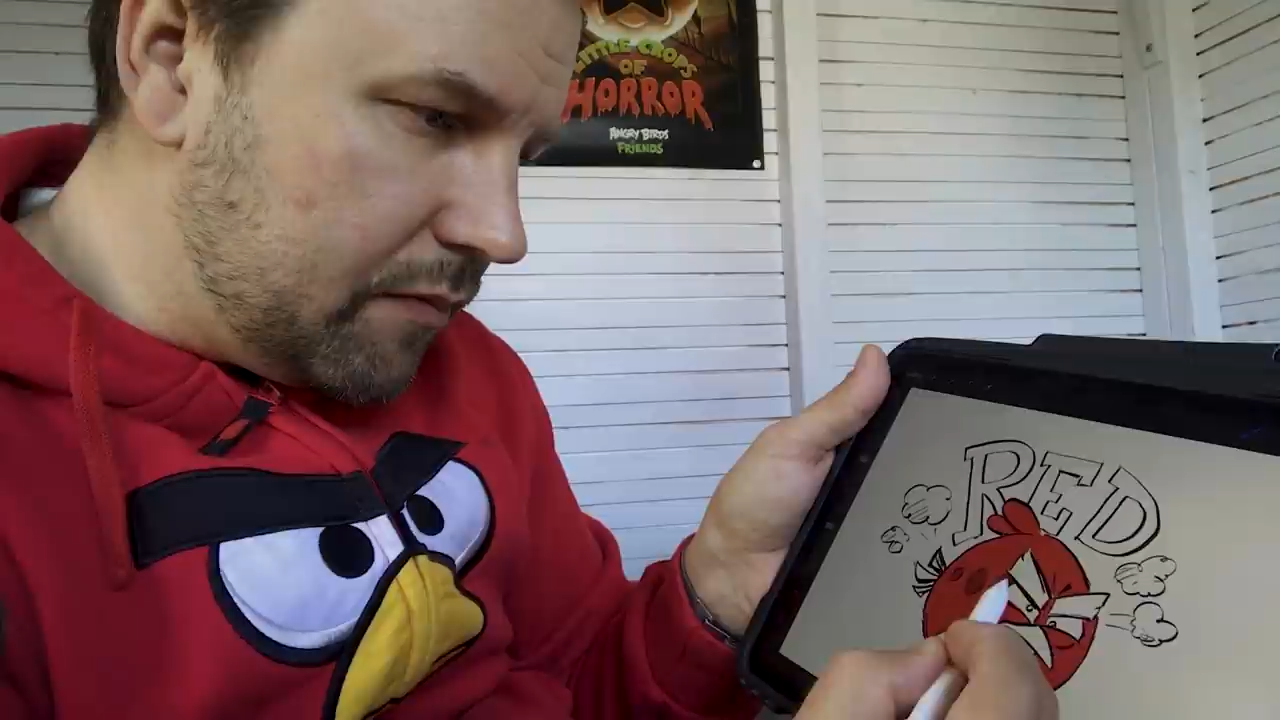 LITTLE CROPS
OF
HORROR
ANGRY BIRDS
FRIENDS
RED